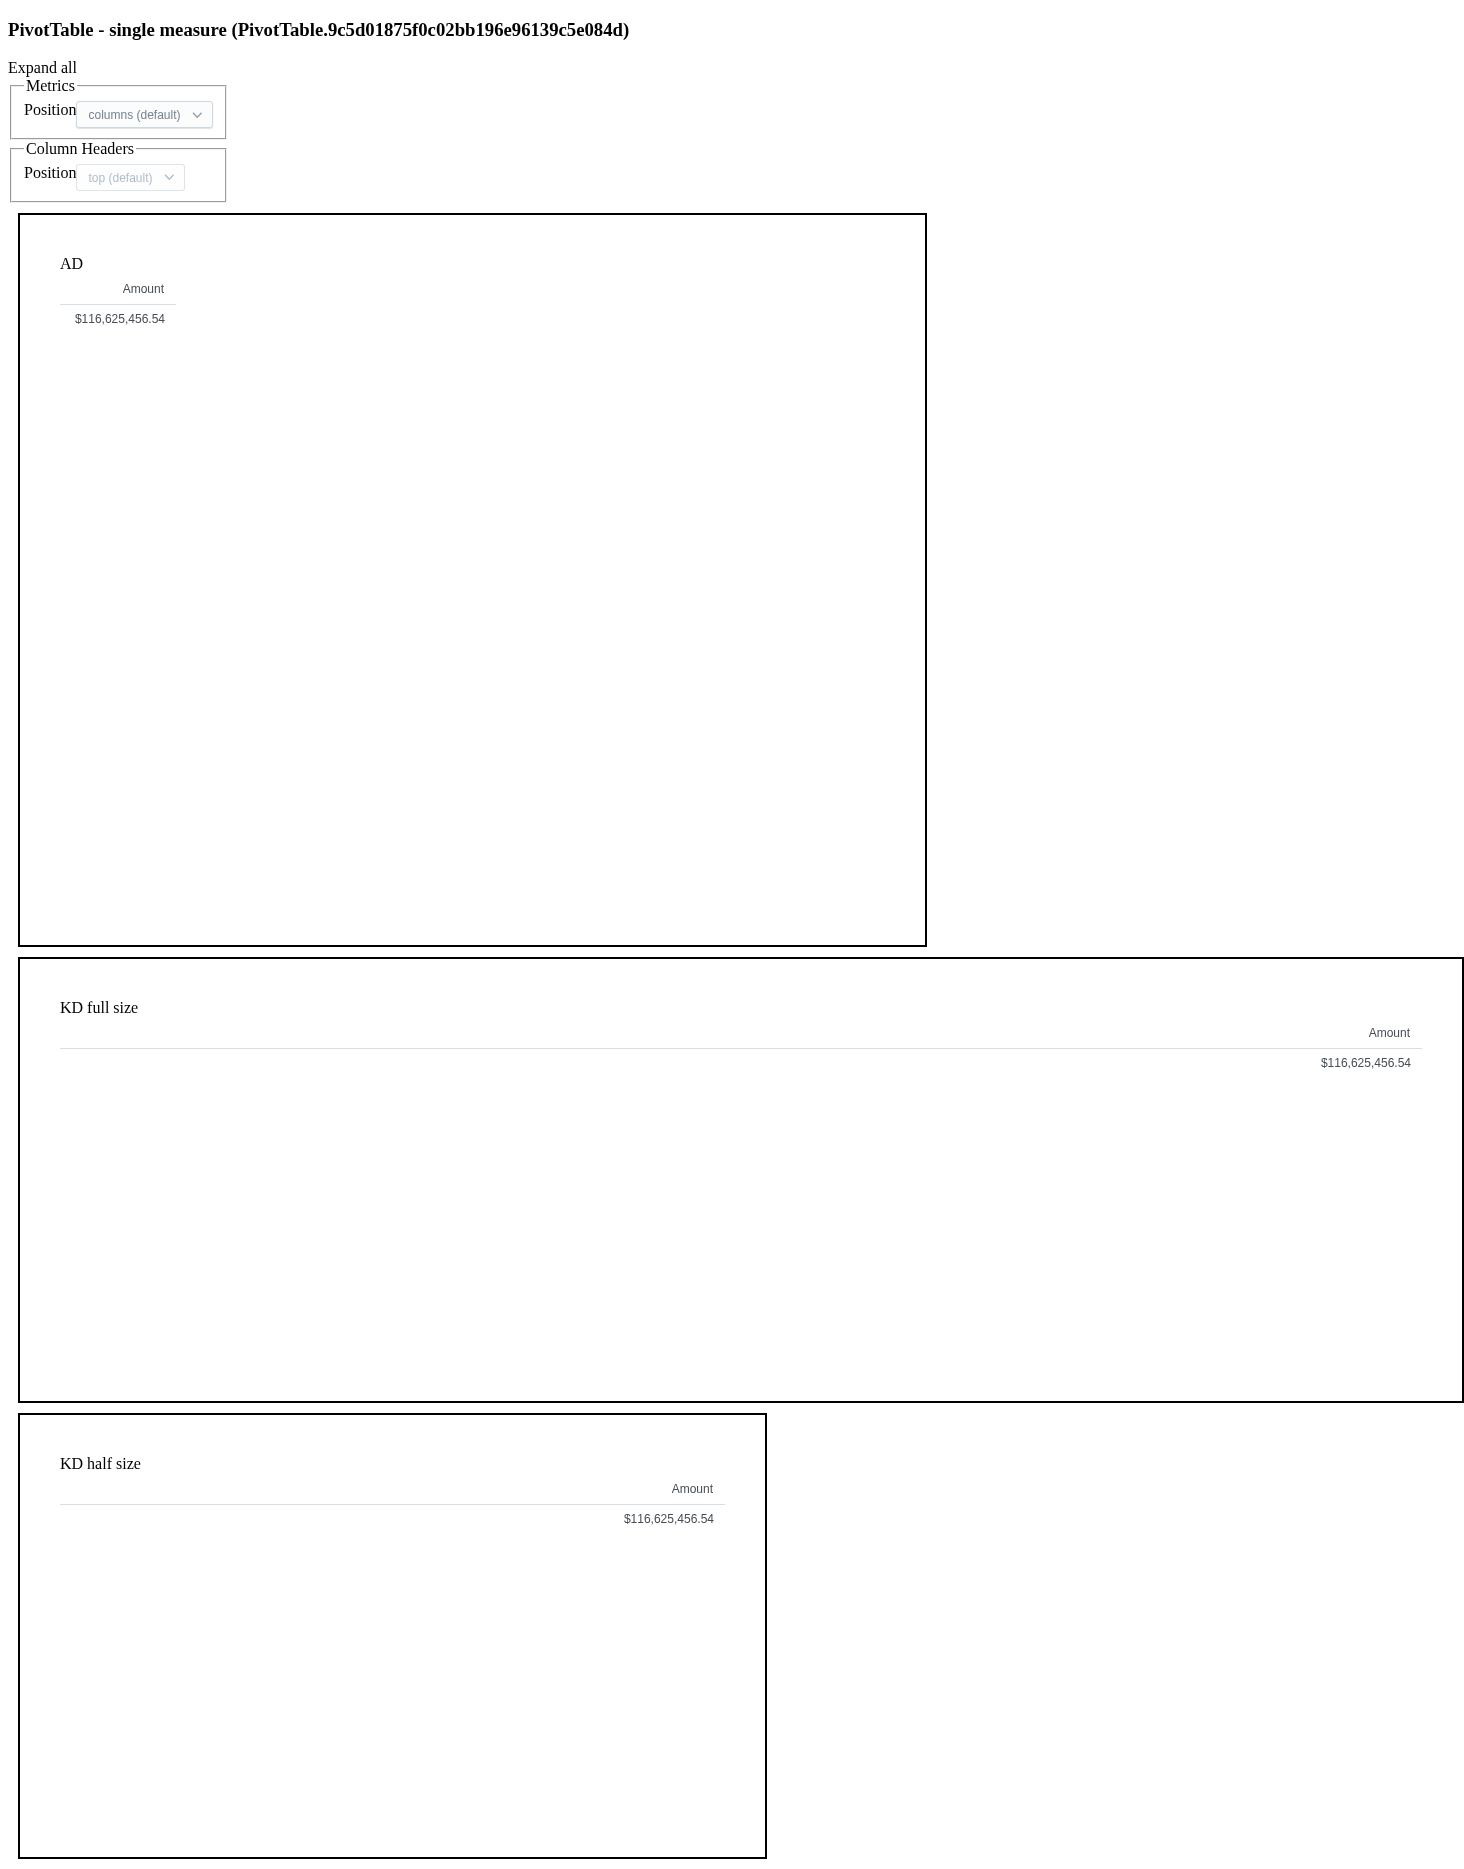 PivotTable - single measure (PivotTable.9c5d01875f0c02bb196e96139c5e084d)
Expand all
Metrics
Position columns (default)
Column Headers
Position top (default)
AD
Amount
$116,625,456.54
KD full size
Amount
$116,625,456.54
KD half size
Amount
$116,625,456.54